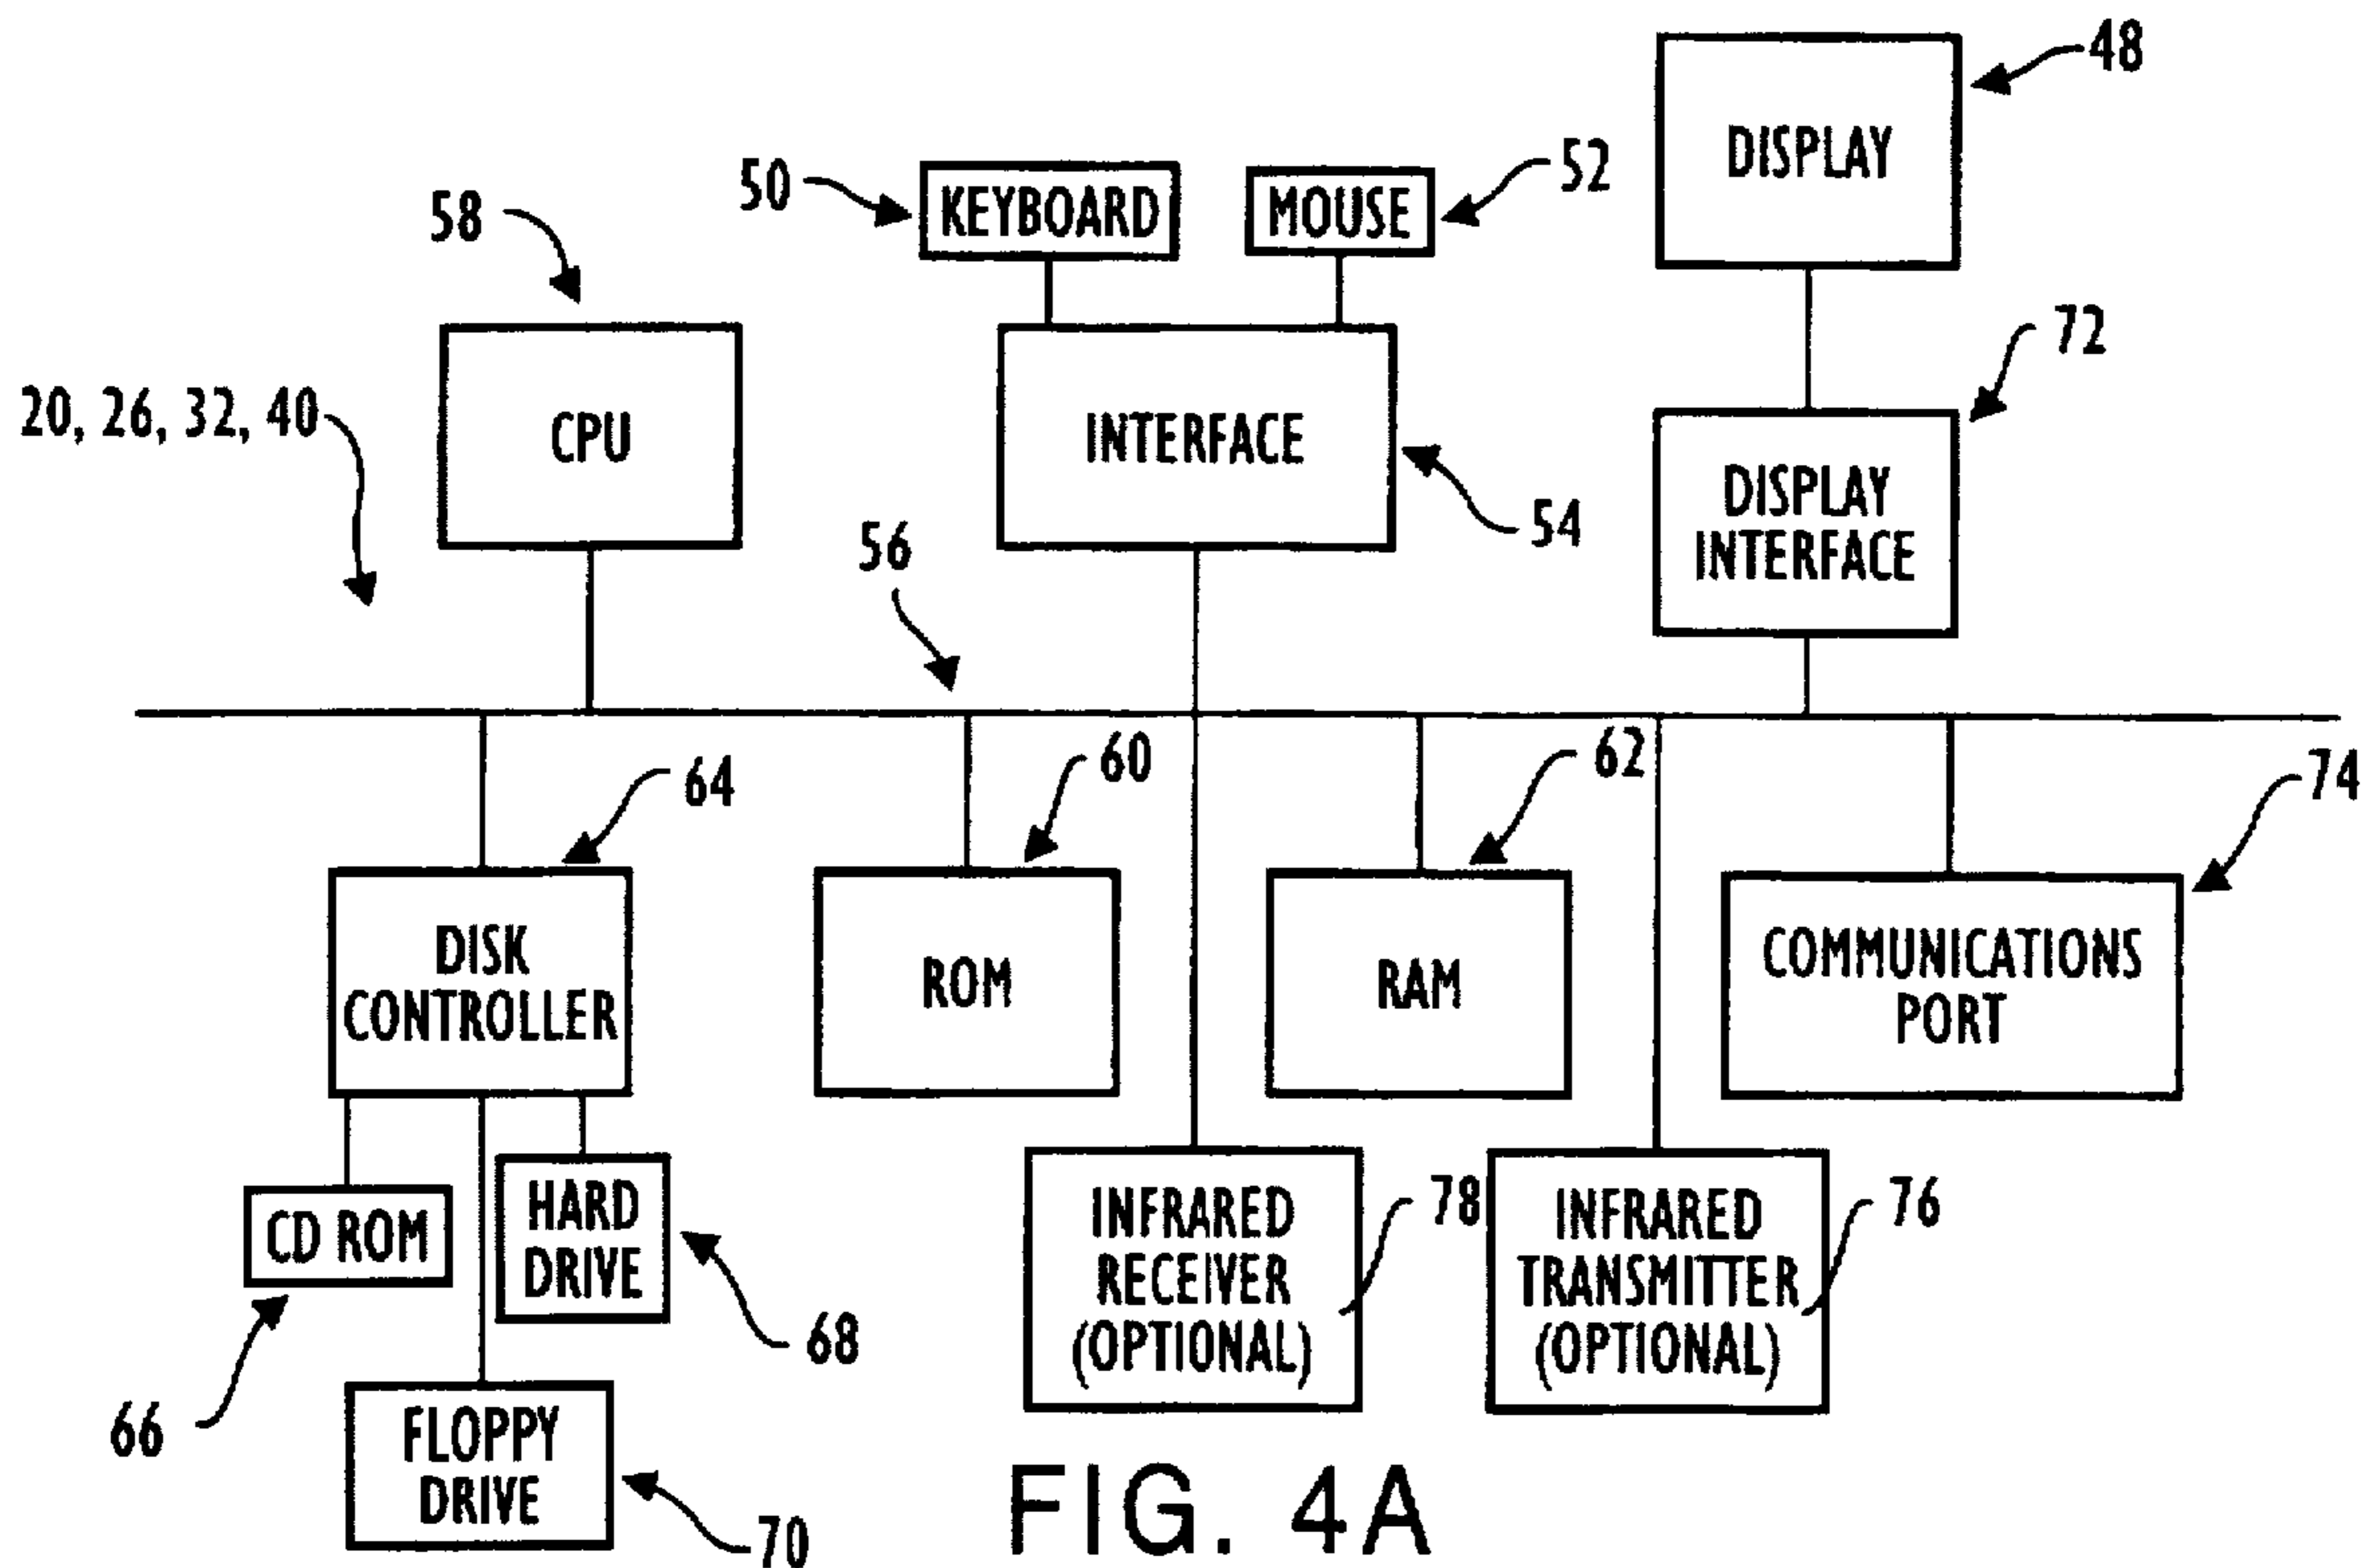 48
DISPLAY
50
KEYBOARD
MOUSE
52
58
72
20, 26, 32, 40
CPU
INTERFACE
54
DISPLAY
INTERFACE
56
64
60
62
74
DISK
CONTROLLER
ROM
RAM
COMMUNICATIONS
PORT
CD ROM
HARD
DRIVE
68
66
INFRARED
RECEIVER
(OPTIONAL)
78
INFRARED
TRANSMITTER
(OPTIONAL)
76
FLOPPY
DRIVE
70
FIG. 4A